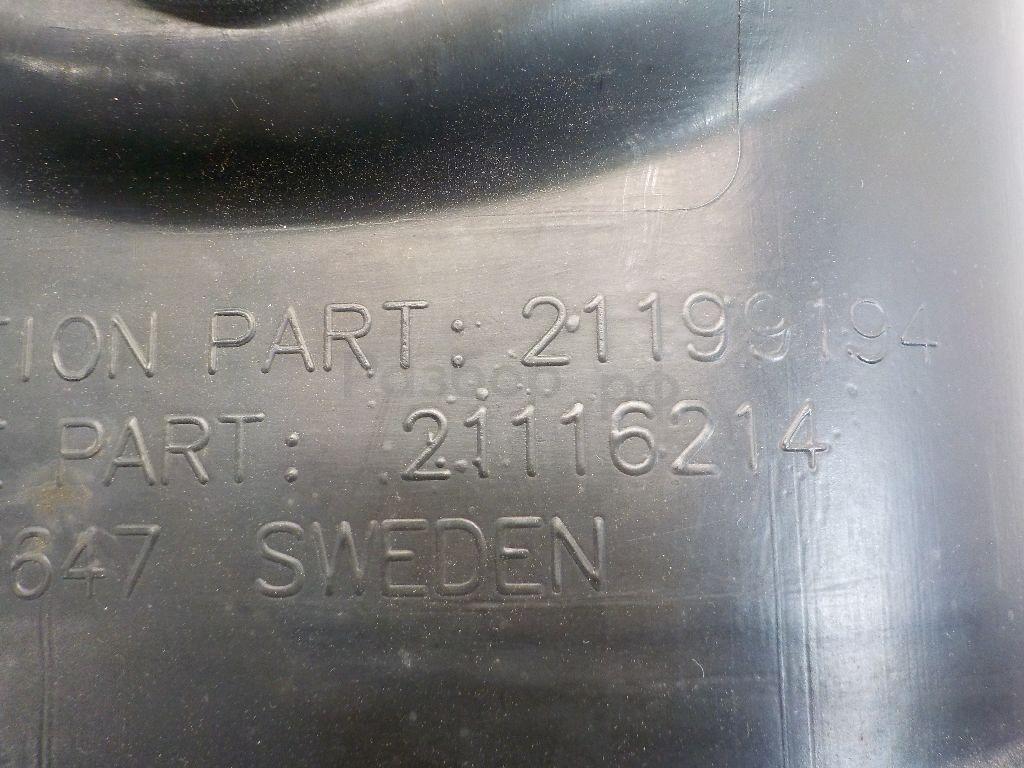 TION PART: 21199194
PART: 21116214
647 SWEDEN